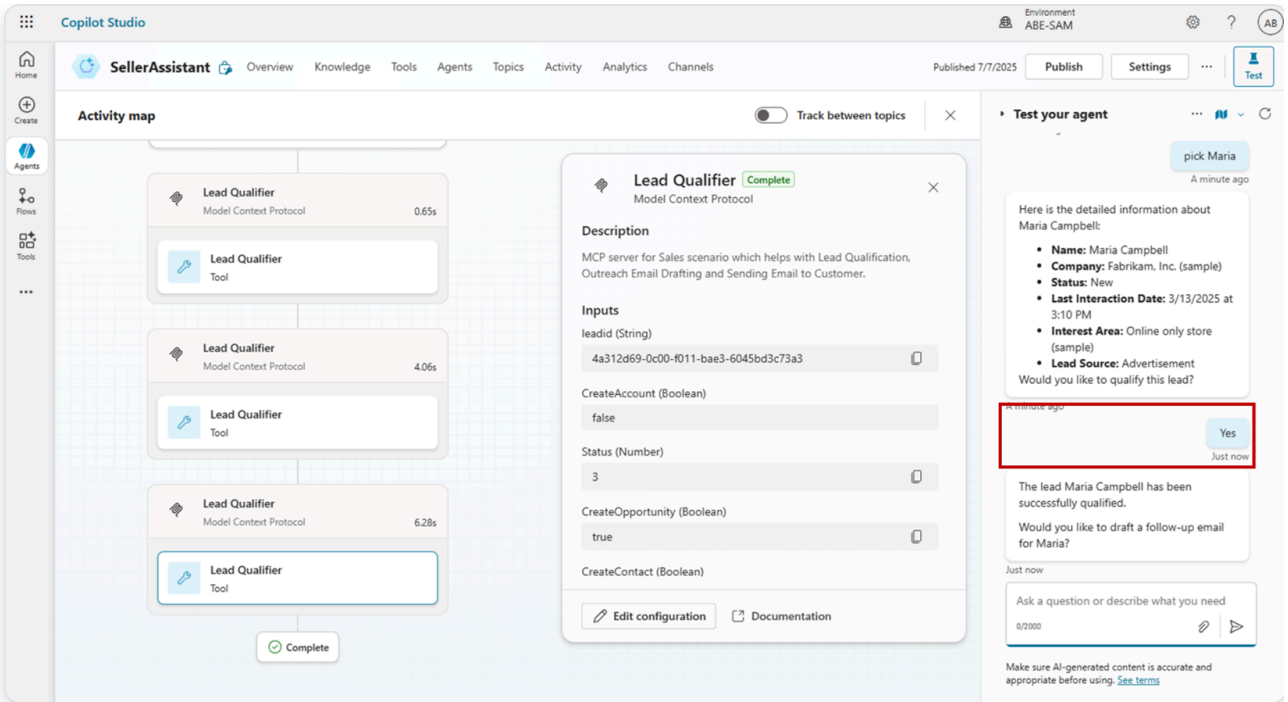 Copilot Studio
Environment
ABE-SAM
?
AB
Home
Create
Agents
Flows
Tools
SellerAssistant
Overview
Knowledge
Tools
Agents
Topics
Activity
Analytics
Channels
Published 7/7/2025
Publish
Settings
Test
Activity map
Track between topics
Lead Qualifier
Model Context Protocol
0.65s
Lead Qualifier
Tool
Lead Qualifier
Model Context Protocol
4.06s
Lead Qualifier
Tool
Lead Qualifier
Model Context Protocol
6.28s
Lead Qualifier
Tool
Complete
Lead Qualifier Complete
Model Context Protocol
Description
MCP server for Sales scenario which helps with Lead Qualification,
Outreach Email Drafting and Sending Email to Customer.
Inputs
leadid (String)
4a312d69-0c00-f011-bae3-6045bd3c73a3
CreateAccount (Boolean)
false
Status (Number)
3
CreateOpportunity (Boolean)
true
CreateContact (Boolean)
Edit configuration
Documentation
Test your agent
pick Maria
A minute ago
Here is the detailed information about
Maria Campbell:
• Name: Maria Campbell
• Company: Fabrikam, Inc. (sample)
• Status: New
• Last Interaction Date: 3/13/2025 at
3:10 PM
• Interest Area: Online only store
(sample)
• Lead Source: Advertisement
Would you like to qualify this lead?
A minute ago
Yes
Just now
The lead Maria Campbell has been
successfully qualified.
Would you like to draft a follow-up email
for Maria?
Just now
Ask a question or describe what you need
0/2000
Make sure AI-generated content is accurate and
appropriate before using. See terms